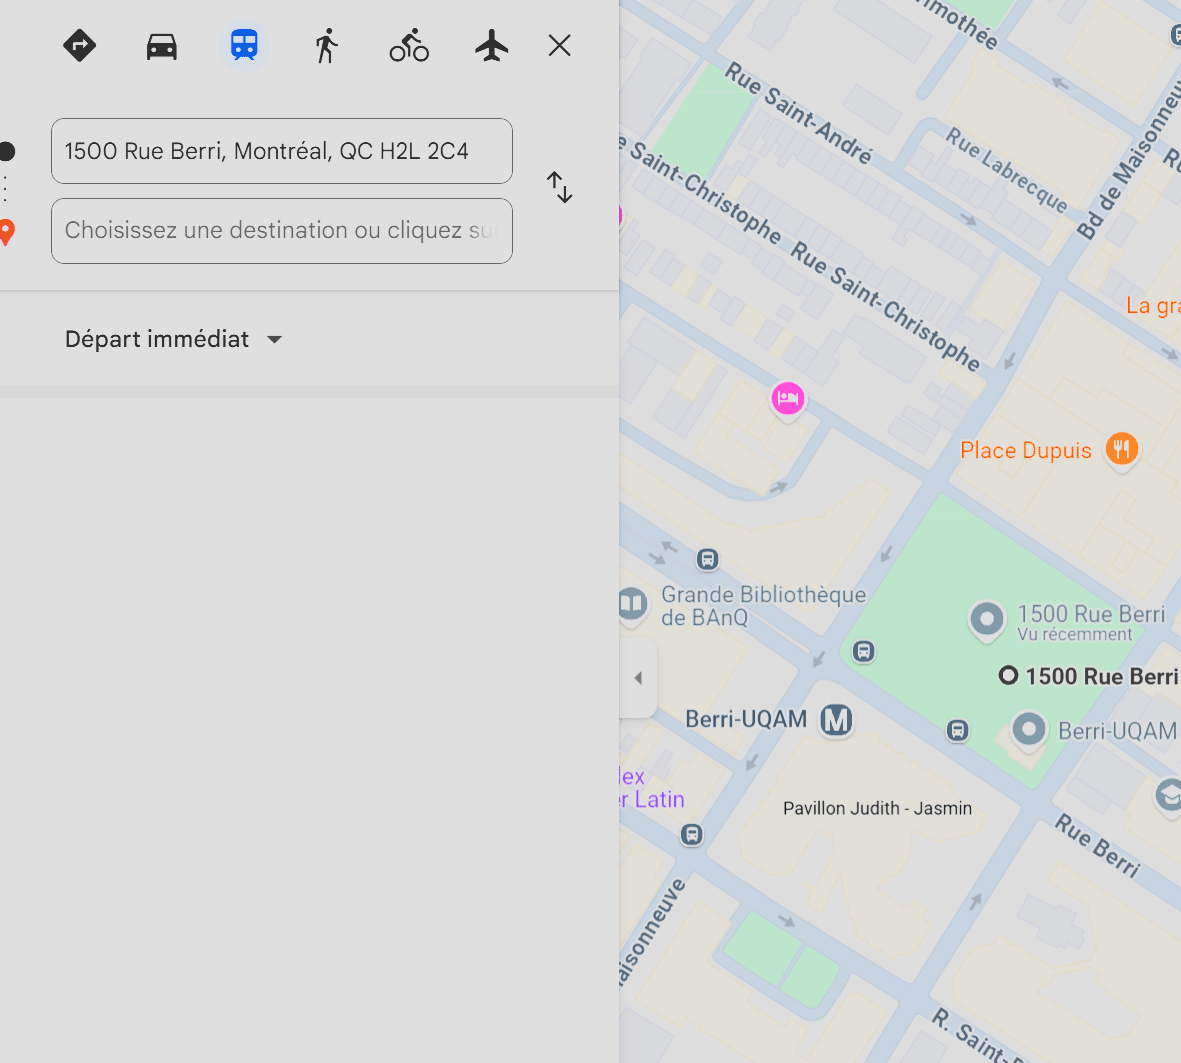 1500 Rue Berri, Montréal, QC H2L 2C4
Choisissez une destination ou cliquez su
Départ immédiat
Rue Saint-André
Rue Labrecque
Bd de Maisonneuve
Saint-Christophe
Rue Saint-Christophe
La gra
Place Dupuis
Grande Bibliothèque
de BAnQ
1500 Rue Berri
Vu récemment
1500 Rue Berri
Berri-UQAM
M
Berri-UQAM
lex
r Latin
Pavillon Judith - Jasmin
Rue Berri
aisonneuve
R. Saint-